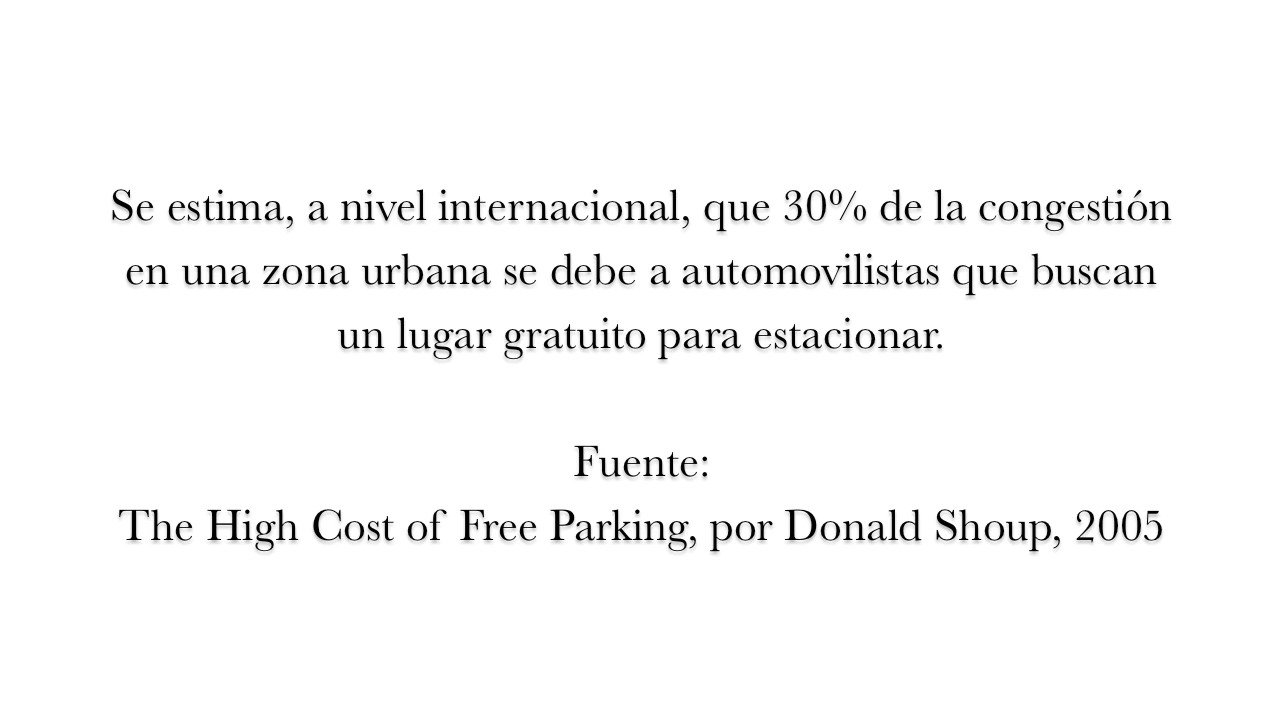 Se estima, a nivel internacional, que 30% de la congestión
en una zona urbana se debe a automovilistas que buscan
un lugar gratuito para estacionar.
Fuente:
The High Cost of Free Parking, por Donald Shoup, 2005